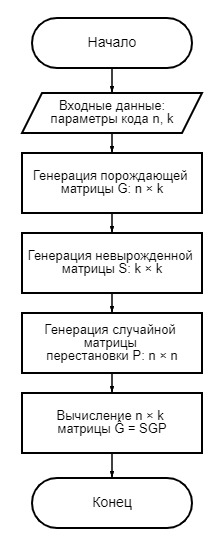 Начало
Входные данные:
параметры кода n, k
Генерация порождающей
матрицы G: n × k
Генерация невырожденной
матрицы S: k × k
Генерация случайной
матрицы
перестановки P: n × n
Вычисление n × k
матрицы Ĝ = SGP
Конец